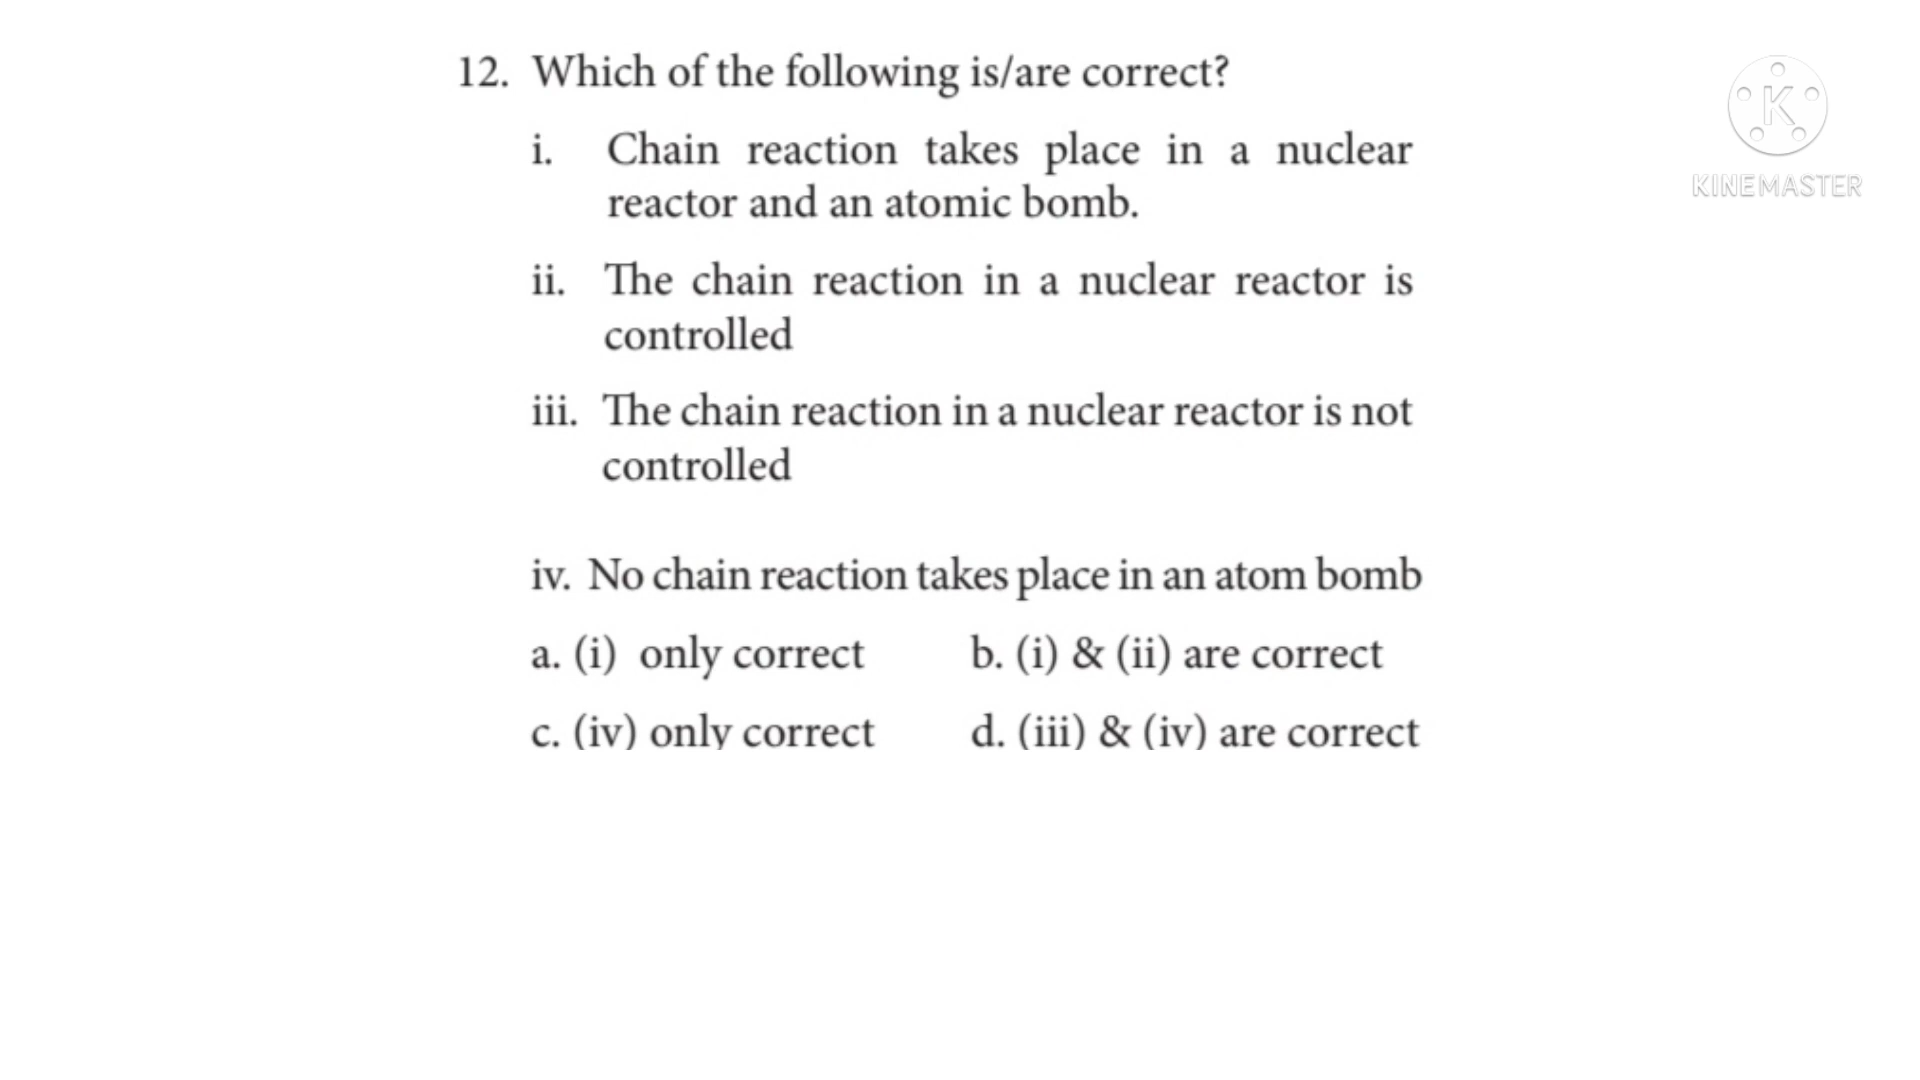 12. Which of the following is/are correct?
i. Chain reaction takes place in a nuclear
reactor and an atomic bomb.
ii. The chain reaction in a nuclear reactor is
controlled
iii. The chain reaction in a nuclear reactor is not
controlled
iv. No chain reaction takes place in an atom bomb
a. (i) only correct b. (i) & (ii) are correct
c. (iv) only correct d. (iii) & (iv) are correct
K
KINEMASTER